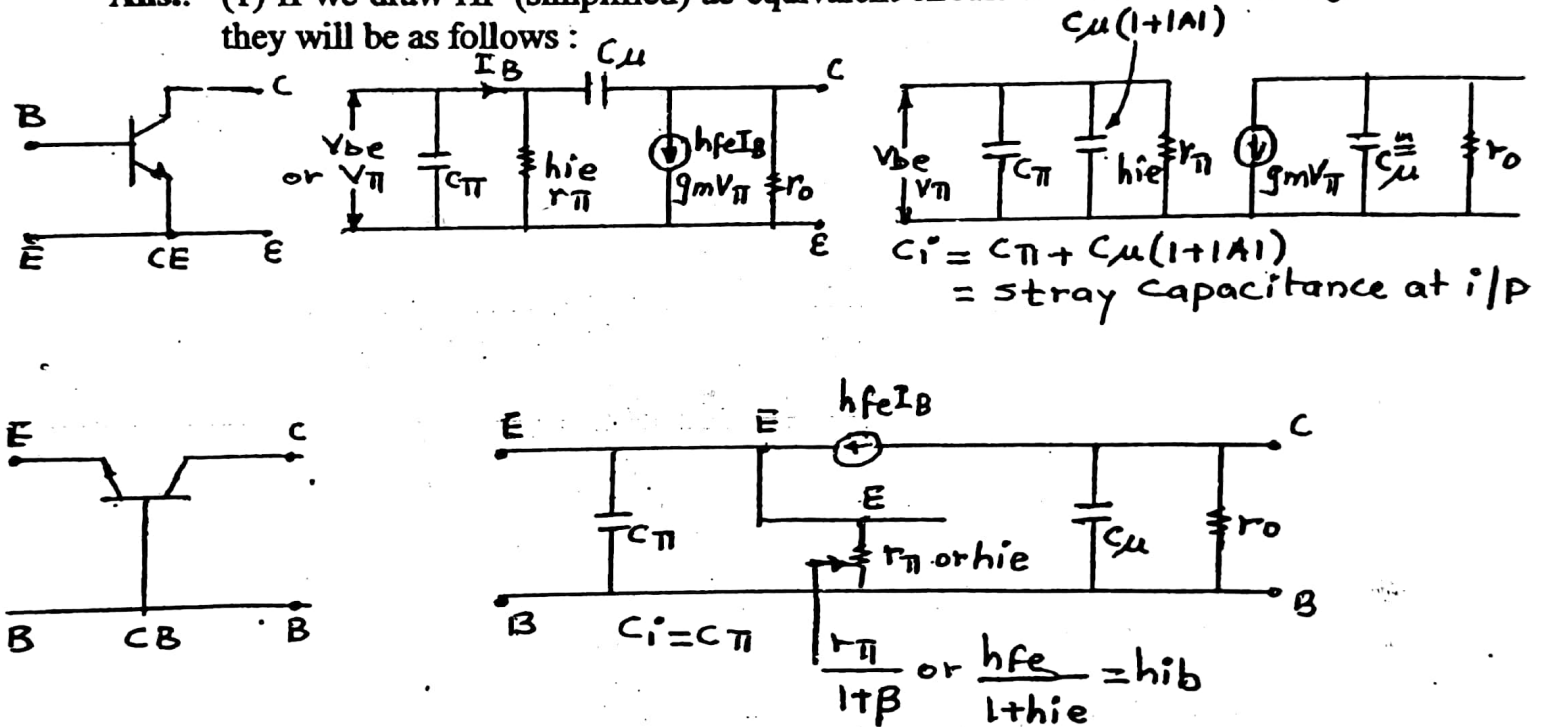 they will be as follows :
Cμ(1+|A|)
B
C
E
CE
ε
IB
Cμ
C
Vbe
or Vπ
Cπ
hie
rπ
hfeIB
gmVπ
ro
ε
Vbe
Vπ
Cπ
hie
rπ
gmVπ
Cμ
ro
Ci = Cπ + Cμ(1+|A|)
= stray capacitance at i/p
E
C
B
CB
B
E
E
hfeIB
C
Cπ
E
rπ or hie
Cμ
ro
B
Ci=Cπ
B
rπ/1+β or hfe/1+hie = hib